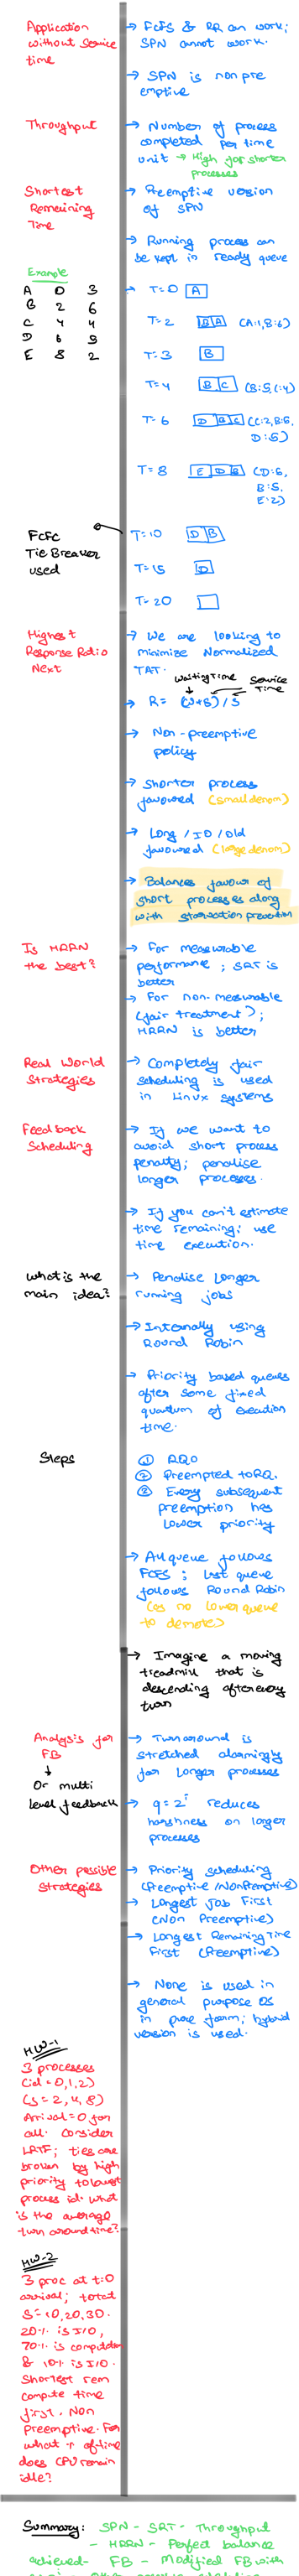 Application
without Service
time
→ FCFS & RR can work;
SPN cannot work.
→ SPN is non pre
emptive
Throughput
→ Number of process
completed per time
unit → High for shorter
processes
Shortest
Remaining
Time
→ Preemptive version
of SPN
→ Running process can
be kept in ready queue
Example
A 0 3
B 2 6
C 4 4
D 6 5
E 8 2
→ T=0 A
T=2 B A (A:1, B:6)
T=3 B
T=4 B C (B:5, C:4)
T=6 D B C (C:2, B:5,
D:5)
T=8 E D B (D:5,
B:5,
E:2)
FCFC
Tie Breaker
used
T=10 D B
T=15 D
T=20
Highest
Response Ratio
Next
→ We are looking to
minimize Normalized
TAT.
Waiting Time Service
Time
→ R = (W+S)/S
→ Non-preemptive
policy
→ Shorter process
favoured (small denom)
→ Long / IO / Old
favoured (large denom)
→ Balances favour of
short processes along
with starvation prevention
Is HRRN
the best?
→ For measurable
performance; SRT is
better
→ For non-measurable
(fair treatment);
HRRN is better
Real World
Strategies
→ Completely fair
scheduling is used
in Linux systems
Feedback
Scheduling
→ If we want to
avoid short process
penalty; penalise
longer processes.
→ If you can't estimate
time remaining; use
time execution.
What is the
main idea?
→ Penalise Longer
running jobs
→ Internally using
Round Robin
→ Priority based queues
after some fixed
quantum of execution
time.
Steps
① RQ0
② Preempted to RQ,
② Every subsequent
preemption has
lower priority
→ All queue follows
FCFS; last queue
follows Round Robin
(as no lower queue
to demote)
→ Imagine a moving
treadmill that is
descending after every
turn
Analysis for
FB
↓
Or multi
level feedback
→ Turnaround is
stretched alarmingly
for longer processes
→ q = 2^i reduces
harshness on longer
processes
Other possible
Strategies
→ Priority scheduling
(Preemptive / NonPremptive)
→ Longest Job First
(Non Preemptive)
→ Longest Remaining Time
First (Preemptive)
→ None is used in
general purpose OS
in pure form; hybrid
version is used.
HW-1
3 processes
(id = 0,1,2)
(S = 2, 4, 8)
Arrival = 0 for
all. Consider
LRTF; ties are
broken by high
priority to lowest
process id. What
is the average
turn around time?
HW-2
3 proc at t=0
arrival; total
S = 10, 20, 30.
20% is I/O,
70% is computation
& 10% is I/O.
Shortest rem
compute time
first. Non
Preemptive. For
what % of time
does CPU remain
idle?
Summary: SPN - SRT - Throughput
- HRRN - Perfect balance
achieved - FB - Modified FB with